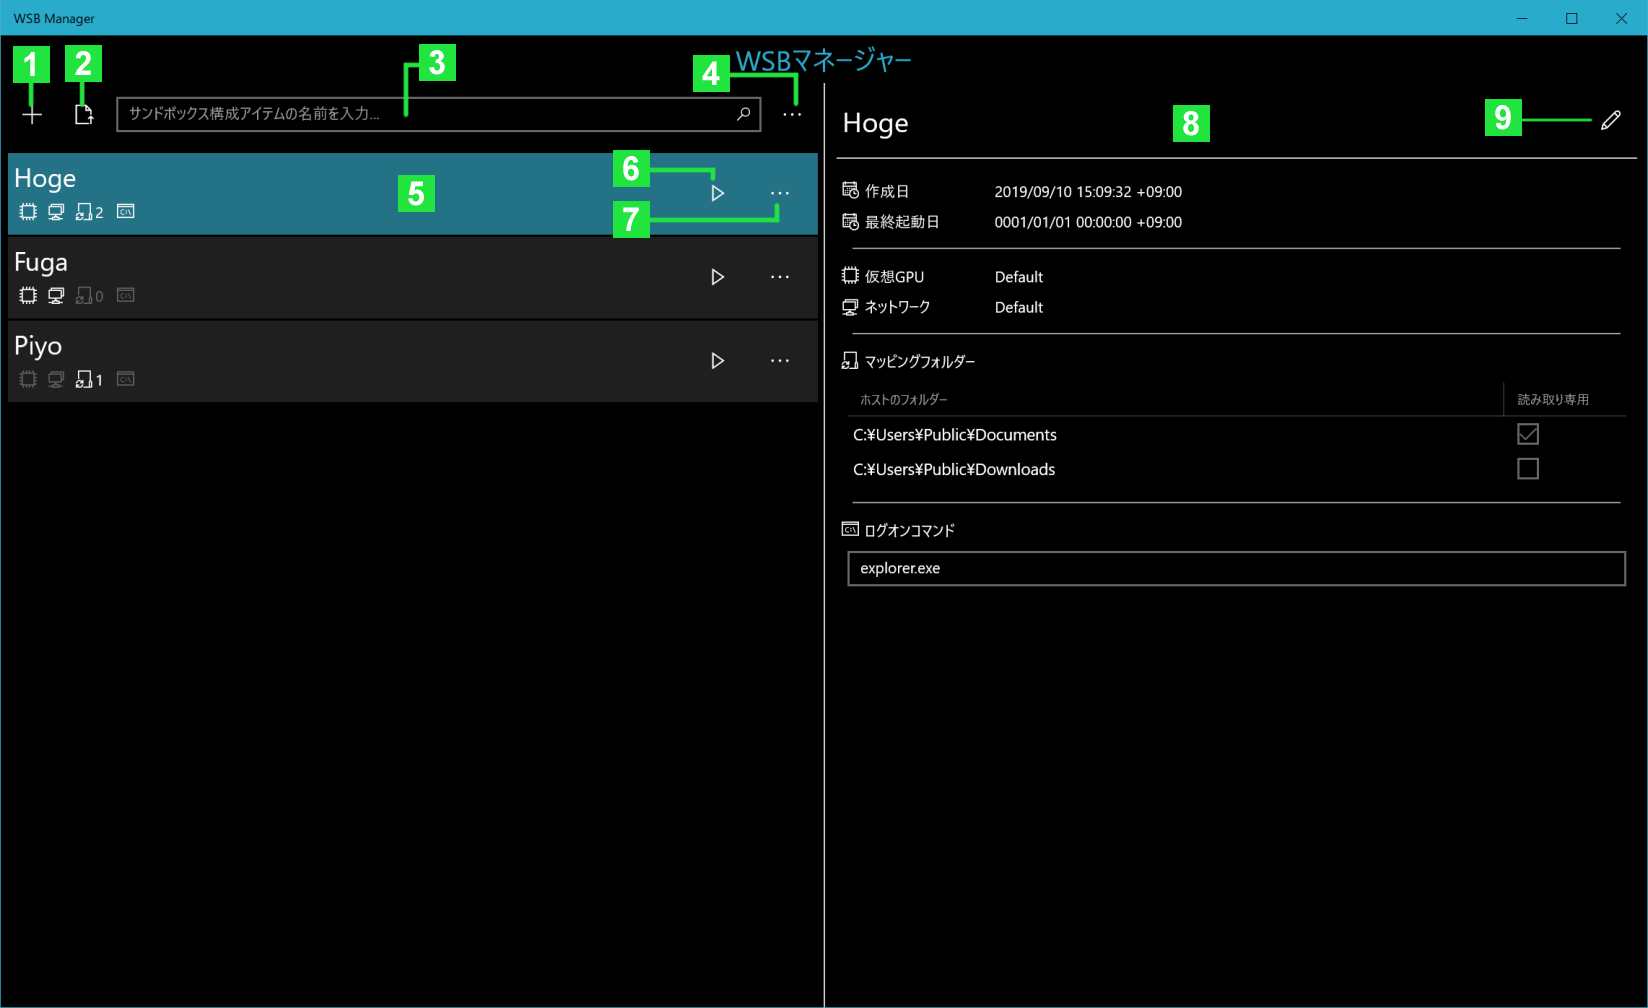 WSB Manager
WSBマネージャー
1
2
3
4
サンドボックス構成アイテムの名前を入力...
Hoge
2
C:\
5
6
7
Fuga
0
C:\
Piyo
1
C:\
Hoge
8
9
作成日 2019/09/10 15:09:32 +09:00
最終起動日 0001/01/01 00:00:00 +09:00
仮想GPU Default
ネットワーク Default
マッピングフォルダー
ホストのフォルダー 読み取り専用
C:¥Users¥Public¥Documents
C:¥Users¥Public¥Downloads
C:\ ログオンコマンド
explorer.exe